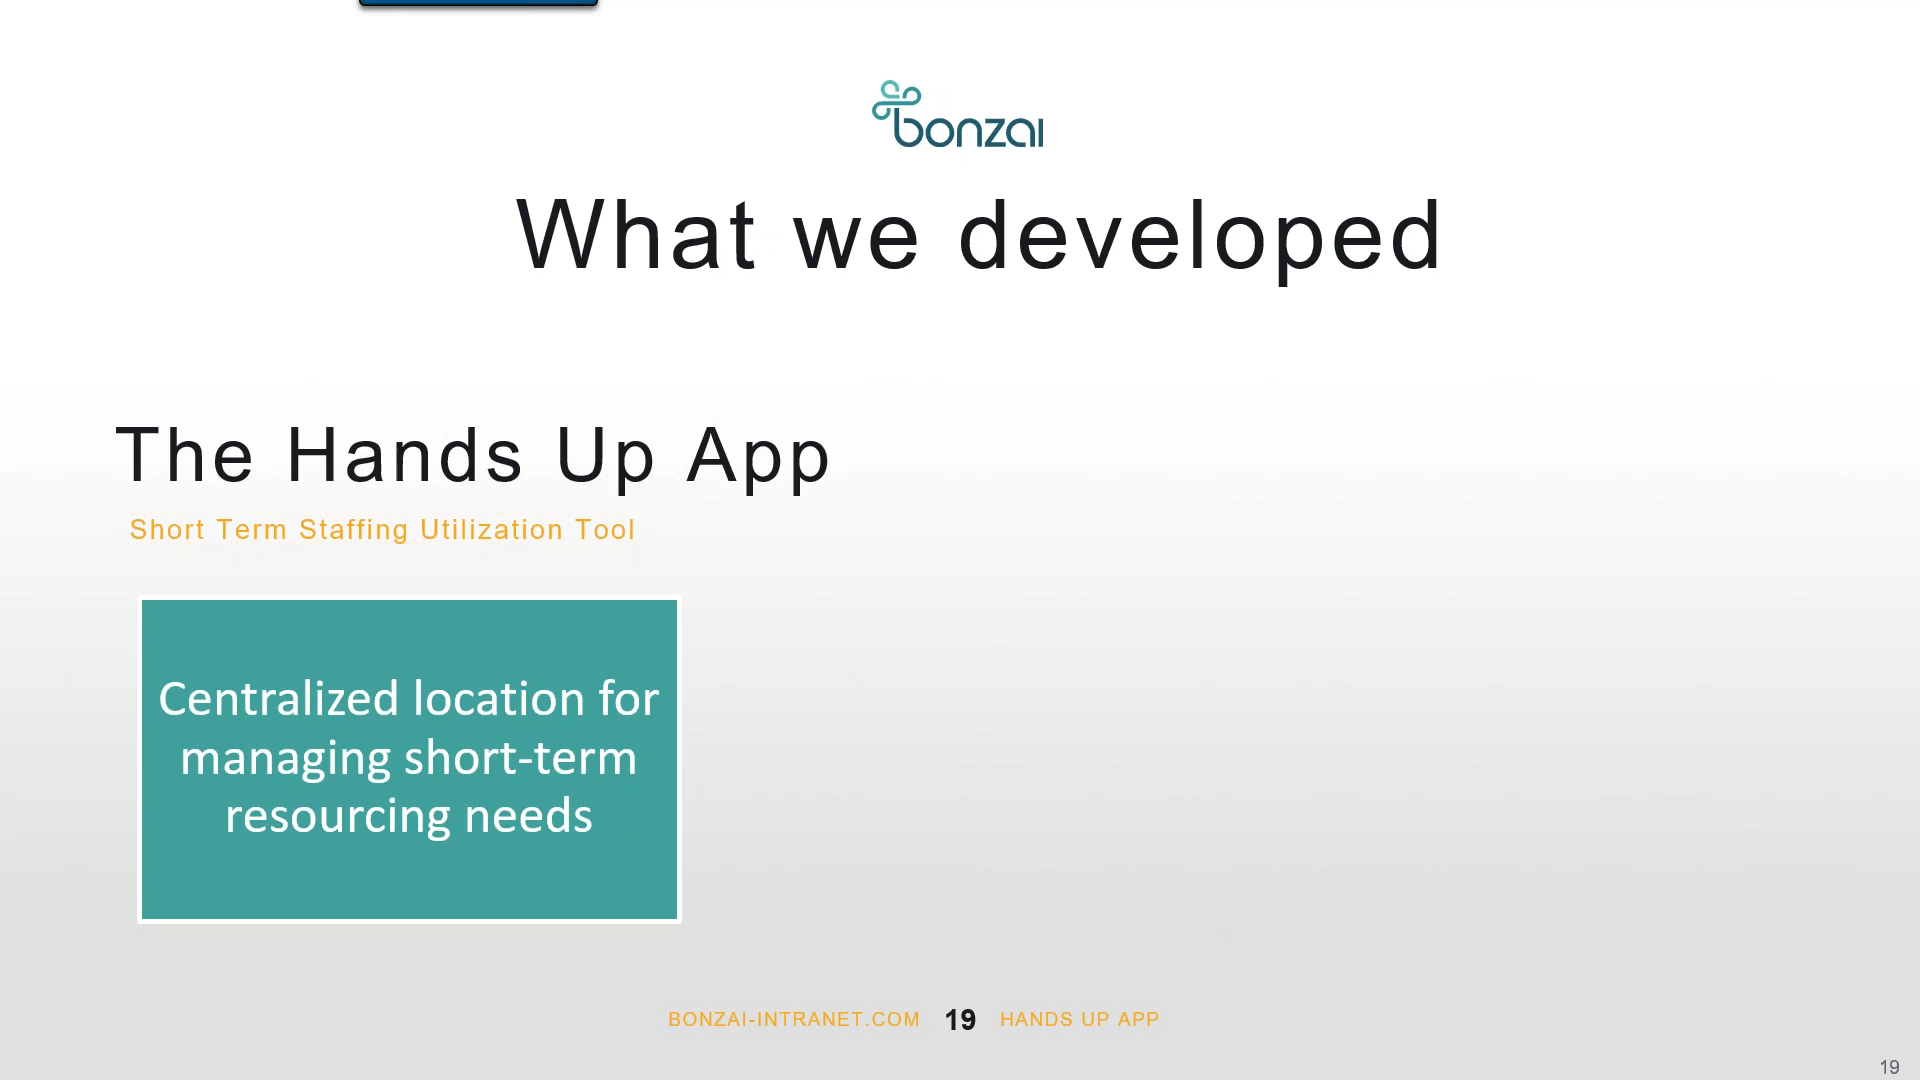 bonzai
What we developed
The Hands Up App
Short Term Staffing Utilization Tool
Centralized location for
managing short-term
resourcing needs
BONZAI-INTRANET.COM 19 HANDS UP APP
19